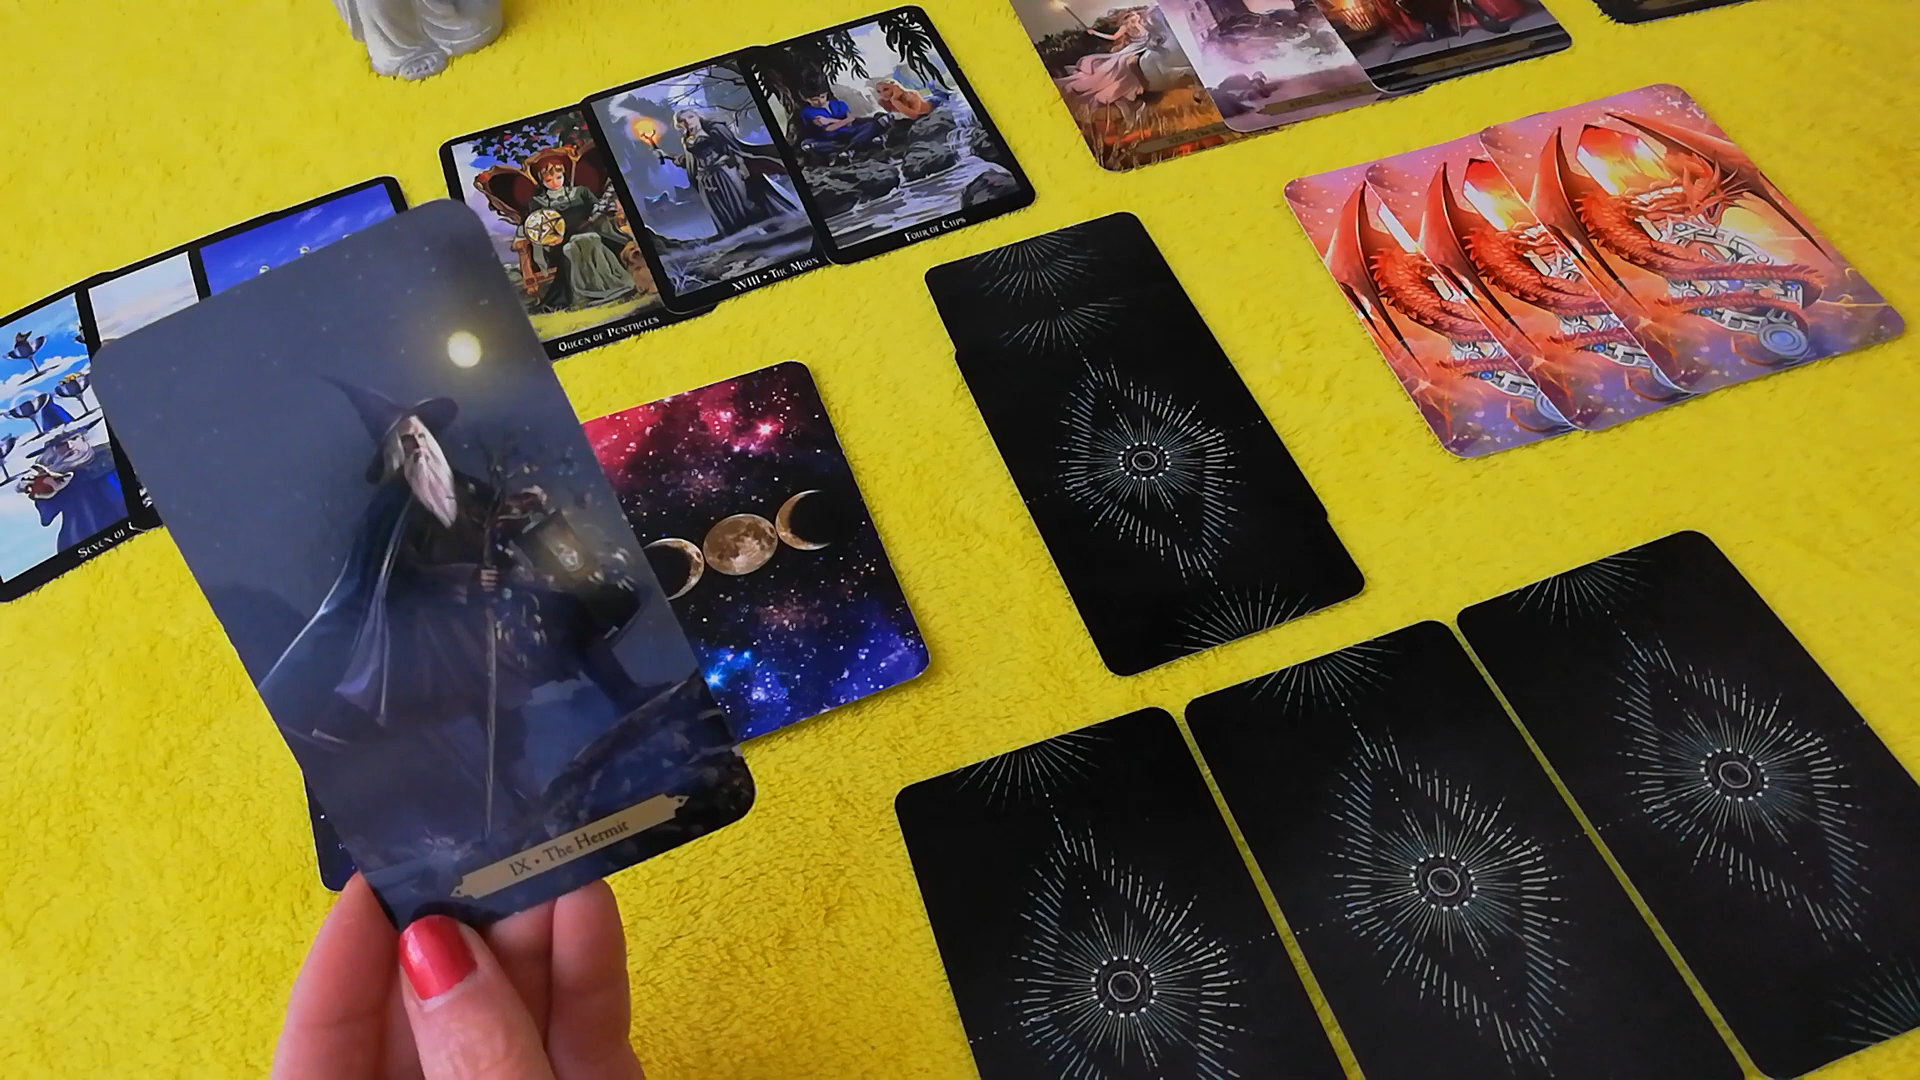 Four of Cups
XVIII • The Moon
Queen of Pentacles
Seven of
IX • The Hermit